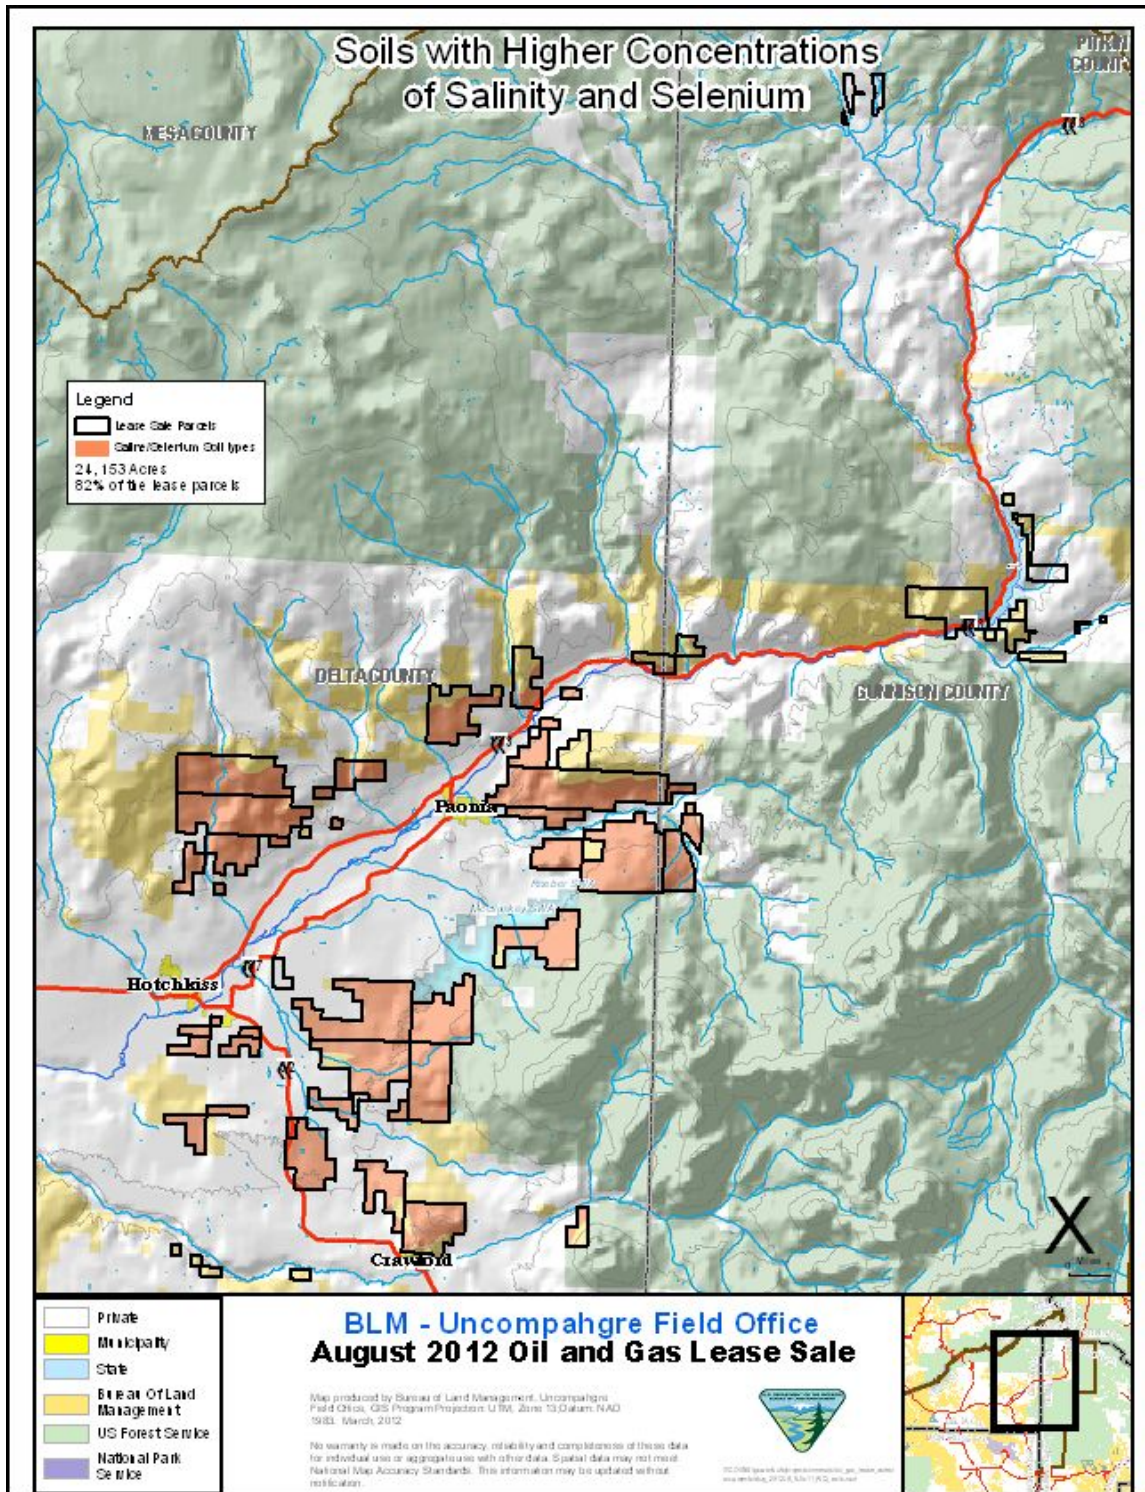 Soils with Higher Concentrations
of Salinity and Selenium
PITKIN
COUNTY
MESA COUNTY
Legend
Lease Sale Parcels
Saline/Selenium Soil types
24,153 Acres
82% of the lease parcels
DELTA COUNTY
GUNNISON COUNTY
Paonia
Hotchkiss
Crawford
X
Private
Municipality
State
Bureau Of Land
Management
US Forest Service
National Park
Service
BLM - Uncompahgre Field Office
August 2012 Oil and Gas Lease Sale
Map produced by Bureau of Land Management, Uncompahgre
Field Office, GIS Program Projection: UTM, Zone 13; Datum: NAD
1983. March, 2012
No warranty is made on the accuracy, reliability and completeness of these data
for individual use or aggregate use with other data. Spatial data may not meet
National Map Accuracy Standards. This information may be updated without
notification.